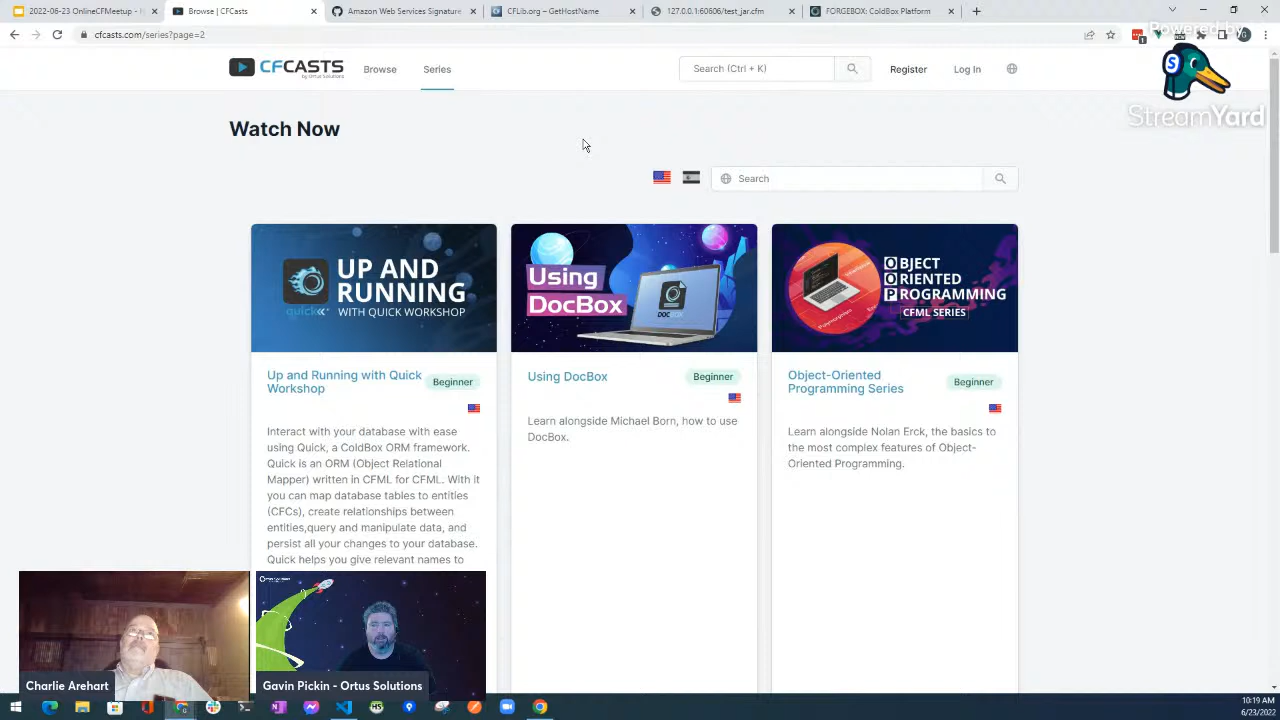 2022-06-23 OnlineCFMeetup -
Browse | CFCasts
Amazon Web Services Signature
CFLib.org – GetHostName
127.0.0.1:60606/test_jar.cfm
FORGEBOX: ColdBox Platform
cfcasts.com/series?page=2
Powered by
StreamYard
CFCASTS
by Ortus Solutions
Browse
Series
Search (Ctrl + K)
Register
Log In
Watch Now
Search
UP AND
RUNNING
quick
WITH QUICK WORKSHOP
Using
DocBox
DOCBOX
OBJECT
ORIENTED
PROGRAMMING
CFML SERIES
Up and Running with Quick
Workshop
Beginner
Interact with your database with ease
using Quick, a ColdBox ORM framework.
Quick is an ORM (Object Relational
Mapper) written in CFML for CFML. With it
you can map database tables to entities
(CFCs), create relationships between
entities,query and manipulate data, and
persist all your changes to your database.
Quick helps you give relevant names to
Using DocBox
Beginner
Learn alongside Michael Born, how to use
DocBox.
Object-Oriented
Programming Series
Beginner
Learn alongside Nolan Erck, the basics to
the most complex features of Object-
Oriented Programming.
Charlie Arehart
Gavin Pickin - Ortus Solutions
10:19 AM
6/23/2022